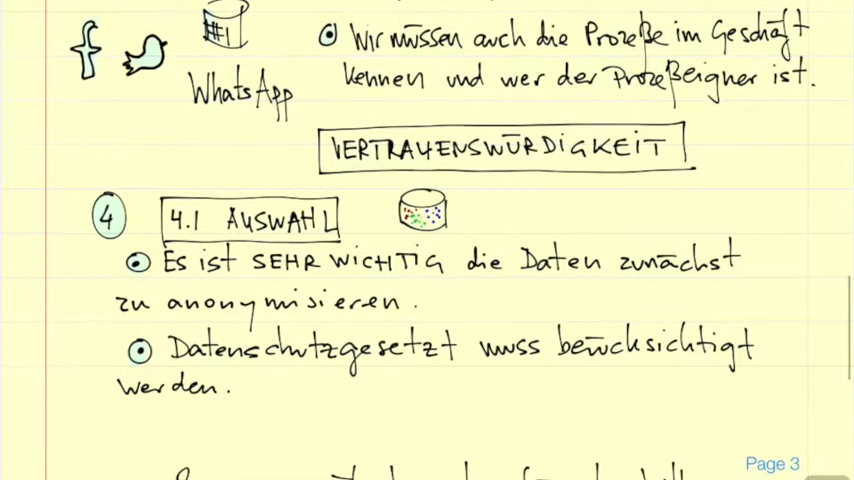 #1
WhatsApp
Wir müssen auch die Prozeße im Geschäft
kennen und wer der Prozeßeigner ist.
VERTRAUENSWÜRDIGKEIT
4 4.1 AUSWAHL
Es ist SEHR WICHTIG die Daten zunächst
zu anonymisieren.
Datenschutzgesetzt muss berücksichtigt
werden.
Page 3